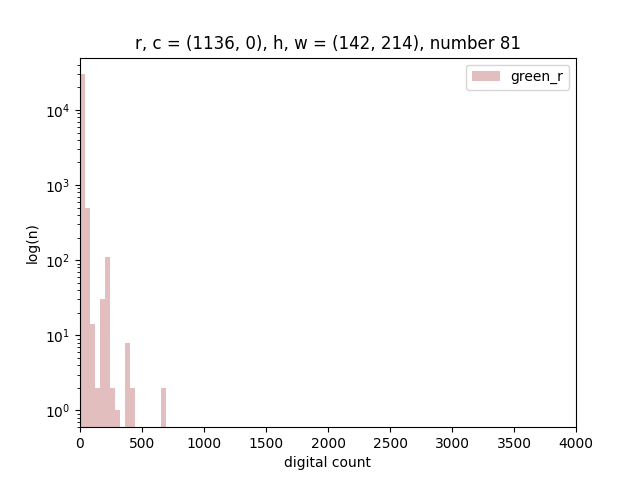 r, c = (1136, 0), h, w = (142, 214), number 81
green_r
10⁴
10³
10²
10¹
10⁰
log(n)
0 500 1000 1500 2000 2500 3000 3500 4000
digital count